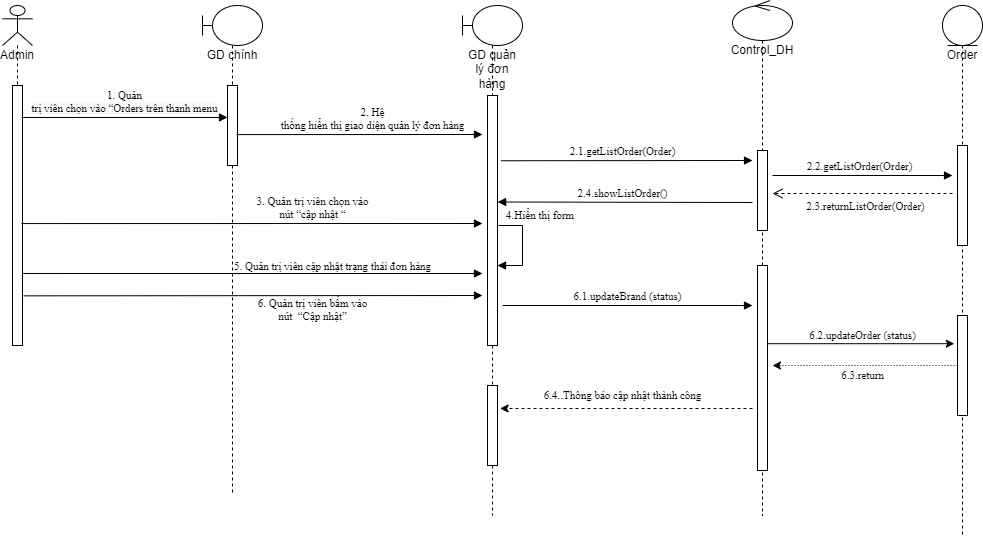 Admin
GD chính
GD quản
lý đơn
hàng
Control_DH
Order
1. Quản
trị viên chọn vào “Orders trên thanh menu
2. Hệ
thống hiển thị giao diện quản lý đơn hàng
2.1.getListOrder(Order)
2.2.getListOrder(Order)
2.4.showListOrder()
2.3.returnListOrder(Order)
3. Quản trị viên chọn vào
nút “cập nhật “
4.Hiển thị form
5. Quản trị viên cập nhật trạng thái đơn hàng
6. Quản trị viên bấm vào
nút “Cập nhật”
6.1.updateBrand (status)
6.2.updateOrder (status)
6.3.return
6.4..Thông báo cập nhật thành công